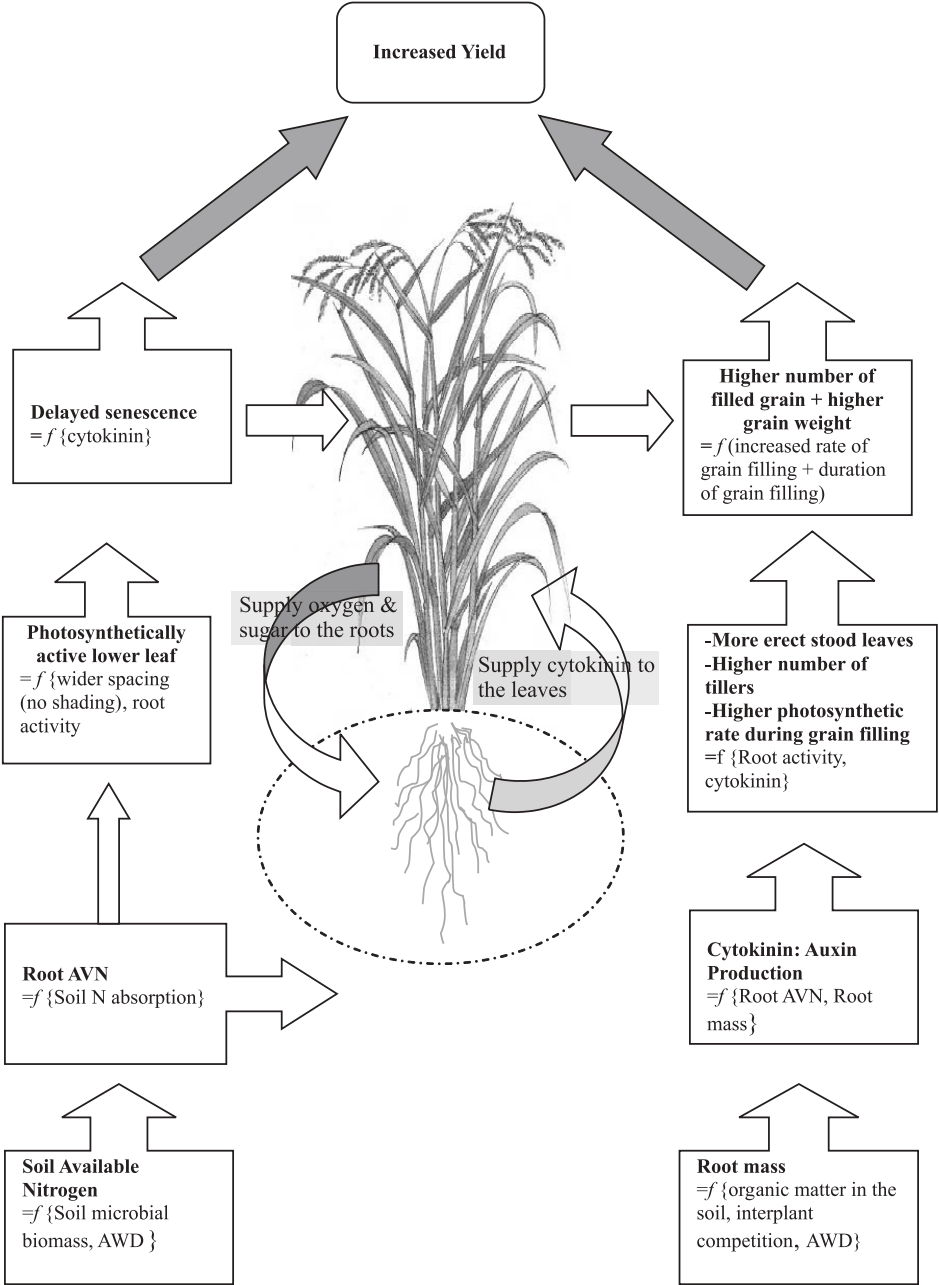 Increased Yield
Delayed senescence
= f {cytokinin}
Higher number of
filled grain + higher
grain weight
= f (increased rate of
grain filling + duration
of grain filling)
Supply oxygen &
sugar to the roots
Supply cytokinin to
the leaves
Photosynthetically
active lower leaf
= f {wider spacing
(no shading), root
activity
-More erect stood leaves
-Higher number of
tillers
-Higher photosynthetic
rate during grain filling
=f {Root activity,
cytokinin}
Root AVN
=f {Soil N absorption}
Cytokinin: Auxin
Production
=f {Root AVN, Root
mass}
Soil Available
Nitrogen
=f {Soil microbial
biomass, AWD }
Root mass
=f {organic matter in the
soil, interplant
competition, AWD}